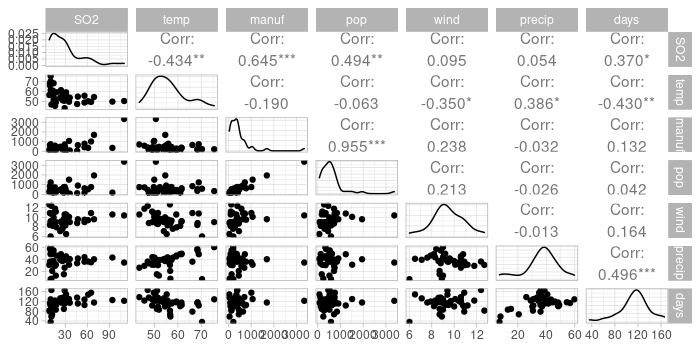 SO2 temp manuf pop wind precip days
Corr: Corr: Corr: Corr: Corr: Corr:
-0.434** 0.645*** 0.494** 0.095 0.054 0.370*
SO2
0.025
0.020
0.015
0.010
0.005
0.000
Corr: Corr: Corr: Corr: Corr:
-0.190 -0.063 -0.350* 0.386* -0.430**
temp
70
60
50
Corr: Corr: Corr: Corr:
0.955*** 0.238 -0.032 0.132
manuf
3000
2000
1000
0
Corr: Corr: Corr:
0.213 -0.026 0.042
pop
3000
2000
1000
0
Corr: Corr:
-0.013 0.164
wind
12
10
8
6
Corr:
0.496***
precip
60
40
20
days
160
120
80
40
30 60 90 50 60 70 0 1000 2000 3000 0 1000 2000 3000 6 8 10 12 20 40 60 40 80 120 160